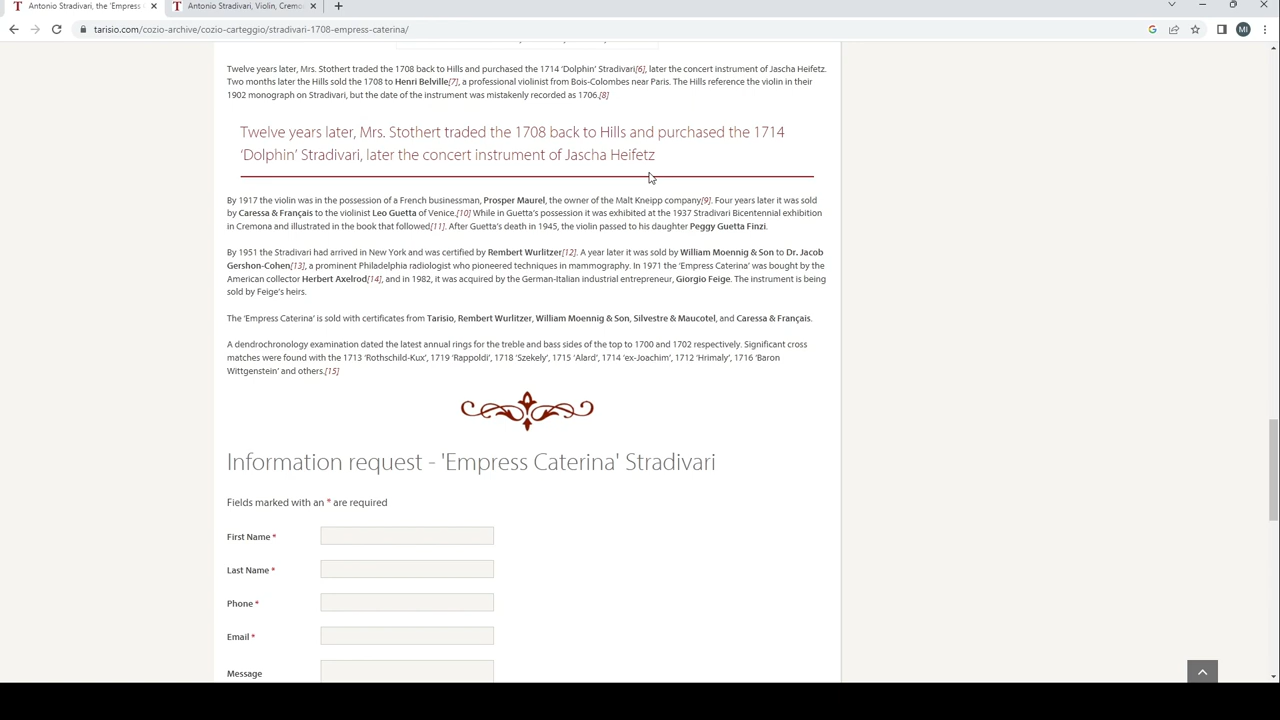 Antonio Stradivari, the 'Empress
Antonio Stradivari, Violin, Cremo
tarisio.com/cozio-archive/cozio-carteggio/stradivari-1708-empress-caterina/
MI
Twelve years later, Mrs. Stothert traded the 1708 back to Hills and purchased the 1714 'Dolphin' Stradivari[6], later the concert instrument of Jascha Heifetz.
Two months later the Hills sold the 1708 to Henri Belville[7], a professional violinist from Bois-Colombes near Paris. The Hills reference the violin in their
1902 monograph on Stradivari, but the date of the instrument was mistakenly recorded as 1706.[8]
Twelve years later, Mrs. Stothert traded the 1708 back to Hills and purchased the 1714
'Dolphin' Stradivari, later the concert instrument of Jascha Heifetz
By 1917 the violin was in the possession of a French businessman, Prosper Maurel, the owner of the Malt Kneipp company[9]. Four years later it was sold
by Caressa & Français to the violinist Leo Guetta of Venice.[10] While in Guetta's possession it was exhibited at the 1937 Stradivari Bicentennial exhibition
in Cremona and illustrated in the book that followed[11]. After Guetta's death in 1945, the violin passed to his daughter Peggy Guetta Finzi.
By 1951 the Stradivari had arrived in New York and was certified by Rembert Wurlitzer[12]. A year later it was sold by William Moennig & Son to Dr. Jacob
Gershon-Cohen[13], a prominent Philadelphia radiologist who pioneered techniques in mammography. In 1971 the 'Empress Caterina' was bought by the
American collector Herbert Axelrod[14], and in 1982, it was acquired by the German-Italian industrial entrepreneur, Giorgio Feige. The instrument is being
sold by Feige's heirs.
The 'Empress Caterina' is sold with certificates from Tarisio, Rembert Wurlitzer, William Moennig & Son, Silvestre & Maucotel, and Caressa & Français.
A dendrochronology examination dated the latest annual rings for the treble and bass sides of the top to 1700 and 1702 respectively. Significant cross
matches were found with the 1713 'Rothschild-Kux', 1719 'Rappoldi', 1718 'Szekely', 1715 'Alard', 1714 'ex-Joachim', 1712 'Hrimaly', 1716 'Baron
Wittgenstein' and others.[15]
Information request - 'Empress Caterina' Stradivari
Fields marked with an * are required
First Name *
Last Name *
Phone *
Email *
Message